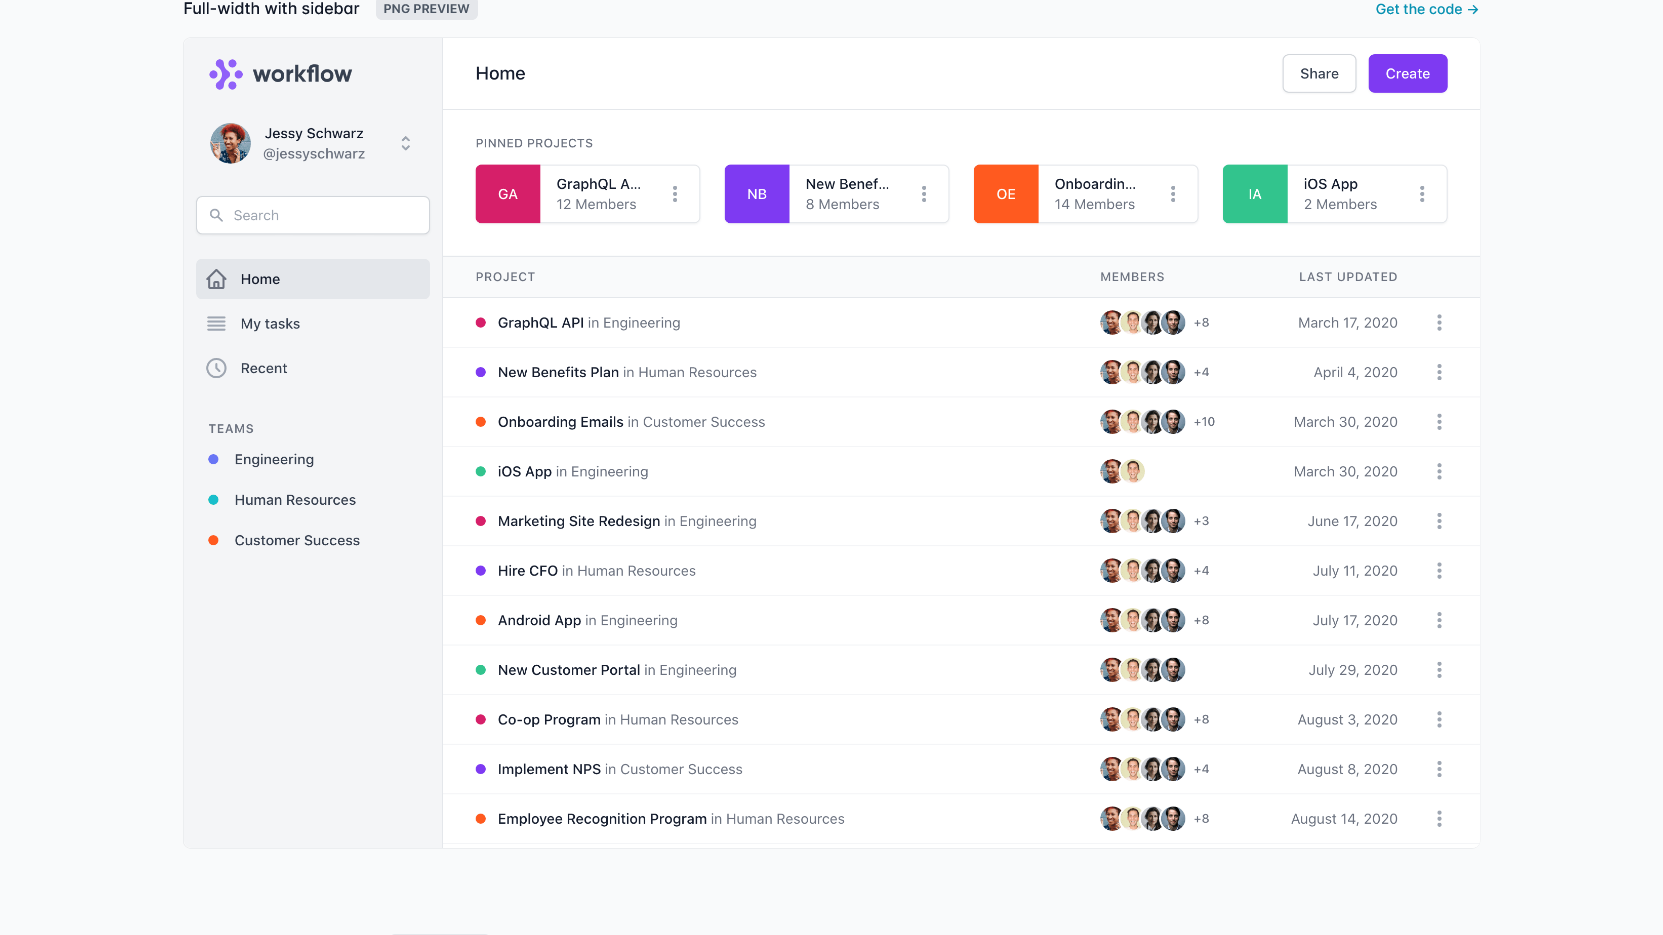 Full-width with sidebar PNG PREVIEW Get the code →
workflow
Jessy Schwarz
@jessyschwarz
Search
Home
My tasks
Recent
TEAMS
Engineering
Human Resources
Customer Success
Home Share Create
PINNED PROJECTS
GA GraphQL A... 12 Members
NB New Benef... 8 Members
OE Onboardin... 14 Members
IA iOS App 2 Members
PROJECT MEMBERS LAST UPDATED
GraphQL API in Engineering +8 March 17, 2020
New Benefits Plan in Human Resources +4 April 4, 2020
Onboarding Emails in Customer Success +10 March 30, 2020
iOS App in Engineering March 30, 2020
Marketing Site Redesign in Engineering +3 June 17, 2020
Hire CFO in Human Resources +4 July 11, 2020
Android App in Engineering +8 July 17, 2020
New Customer Portal in Engineering July 29, 2020
Co-op Program in Human Resources +8 August 3, 2020
Implement NPS in Customer Success +4 August 8, 2020
Employee Recognition Program in Human Resources +8 August 14, 2020